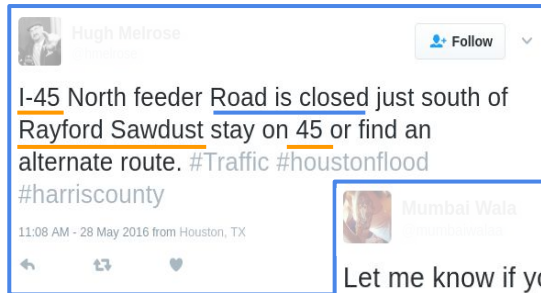 Hugh Melrose
Follow
I-45 North feeder Road is closed just south of
Rayford Sawdust stay on 45 or find an
alternate route. #Traffic #houstonflood
#harriscounty
11:08 AM - 28 May 2016 from Houston, TX
Mumbai Wala
Let me know if yo